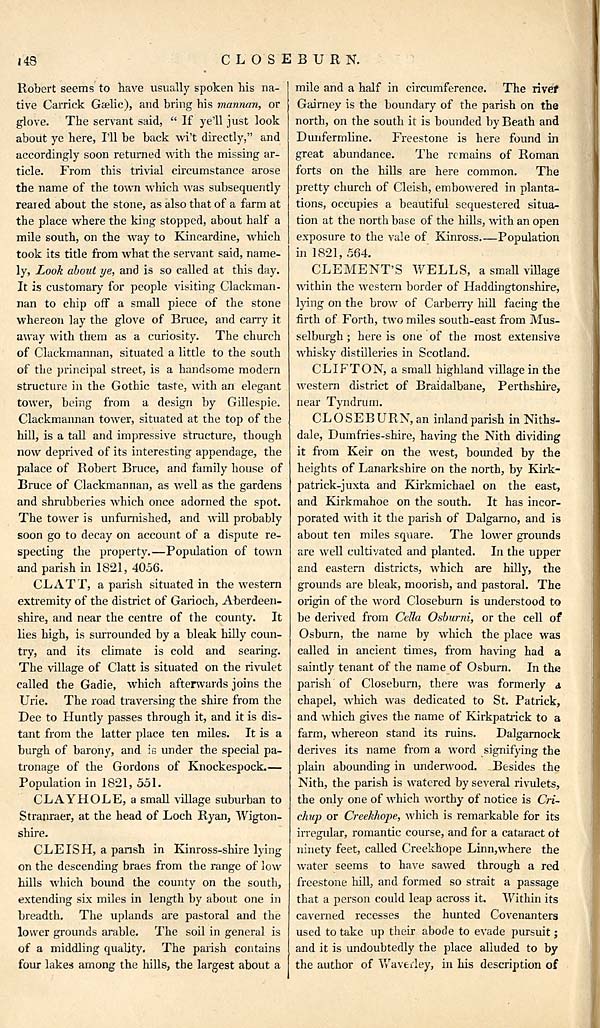 148
CLOSEBURN.
Robert seems to have usually spoken his na-
tive Carrick Gælic), and bring his mannan, or
glove. The servant said, “ If ye'll just look
about ye here, I'll be back wi't directly,” and
accordingly soon returned with the missing ar-
ticle. From this trivial circumstance arose
the name of the town which was subsequently
reared about the stone, as also that of a farm at
the place where the king stopped, about half a
mile south, on the way to Kincardine, which
took its title from what the servant said, name-
ly, Look about ye, and is so called at this day.
It is customary for people visiting Clackman-
nan to chip off a small piece of the stone
whereon lay the glove of Bruce, and carry it
away with them as a curiosity. The church
of Clackmannan, situated a little to the south
of the principal street, is a handsome modern
structure in the Gothic taste, with an elegant
tower, being from a design by Gillespie.
Clackmannan tower, situated at the top of the
hill, is a tall and impressive structure, though
now deprived of its interesting appendage, the
palace of Robert Bruce, and family house of
Bruce of Clackmannan, as well as the gardens
and shrubberies which once adorned the spot.
The tower is unfurnished, and will probably
soon go to decay on account of a dispute re-
specting the property.—Population of town
and parish in 1821, 4056.
CLATT, a parish situated in the western
extremity of the district of Garioch, Aberdeen-
shire, and near the centre of the county. It
lies high, is surrounded by a bleak hilly coun-
try, and its climate is cold and searing.
The village of Clatt is situated on the rivulet
called the Gadie, which afterwards joins the
Urie. The road traversing the shire from the
Dee to Huntly passes through it, and it is dis-
tant from the latter place ten miles. It is a
burgh of barony, and is under the special pa-
tronage of the Gordons of Knockespock.—
Population in 1821, 551.
CLAYHOLE, a small village suburban to
Stranraer, at the head of Loch Ryan, Wigton-
shire.
CLEISH, a parish in Kinross-shire lying
on the descending braes from the range of low
hills which bound the county on the south,
extending six miles in length by about one in
breadth. The uplands are pastoral and the
lower grounds arable. The soil in general is
of a middling quality. The parish contains
four lakes among the hills, the largest about a
mile and a half in circumference. The river
Gairney is the boundary of the parish on the
north, on the south it is bounded by Beath and
Dunfermline. Freestone is here found in
great abundance. The remains of Roman
forts on the hills are here common. The
pretty church of Cleish, embowered in planta-
tions, occupies a beautiful sequestered situa-
tion at the north base of the hills, with an open
exposure to the vale of Kinross.—Population
in 1821, 564.
CLEMENT'S WELLS, a small village
within the western border of Haddingtonshire,
lying on the brow of Carberry hill facing the
firth of Forth, two miles south-east from Mus-
selburgh ; here is one of the most extensive
whisky distilleries in Scotland.
CLIFTON, a small highland village in the
western district of Braidalbane, Perthshire,
near Tyndrum.
CLOSEBURN, an inland parish in Niths-
dale, Dumfries-shire, having the Nith dividing
it from Keir on the west, bounded by the
heights of Lanarkshire on the north, by Kirk-
patrick-juxta and Kirkmichael on the east,
and Kirkmahoe on the south. It has incor-
porated with it the parish of Dalgarno, and is
about ten miles square. The lower grounds
are well cultivated and planted. In the upper
and eastern districts, which are hilly, the
grounds are bleak, moorish, and pastoral. The
origin of the word Closeburn is understood to
be derived from Cella Osburni, or the cell of
Osburn, the name by which the place was
called in ancient times, from having had a
saintly tenant of the name of Osburn. In the
parish of Closeburn, there was formerly a
chapel, which was dedicated to St. Patrick,
and which gives the name of Kirkpatrick to a
farm, whereon stand its ruins. Dalgarnock
derives its name from a word signifying the
plain abounding in underwood. Besides the
Nith, the parish is watered by several rivulets,
the only one of which worthy of notice is Cri-
chup or Creekhope, which is remarkable for its
irregular, romantic course, and for a cataract of
ninety feet, called Creekhope Linn, where the
water seems to have sawed through a red
freestone hill, and formed so strait a passage
that a person could leap across it. Within its
caverned recesses the hunted Covenanters
used to take up their abode to evade pursuit ;
and it is undoubtedly the place alluded to by
the author of Waverley, in his description of